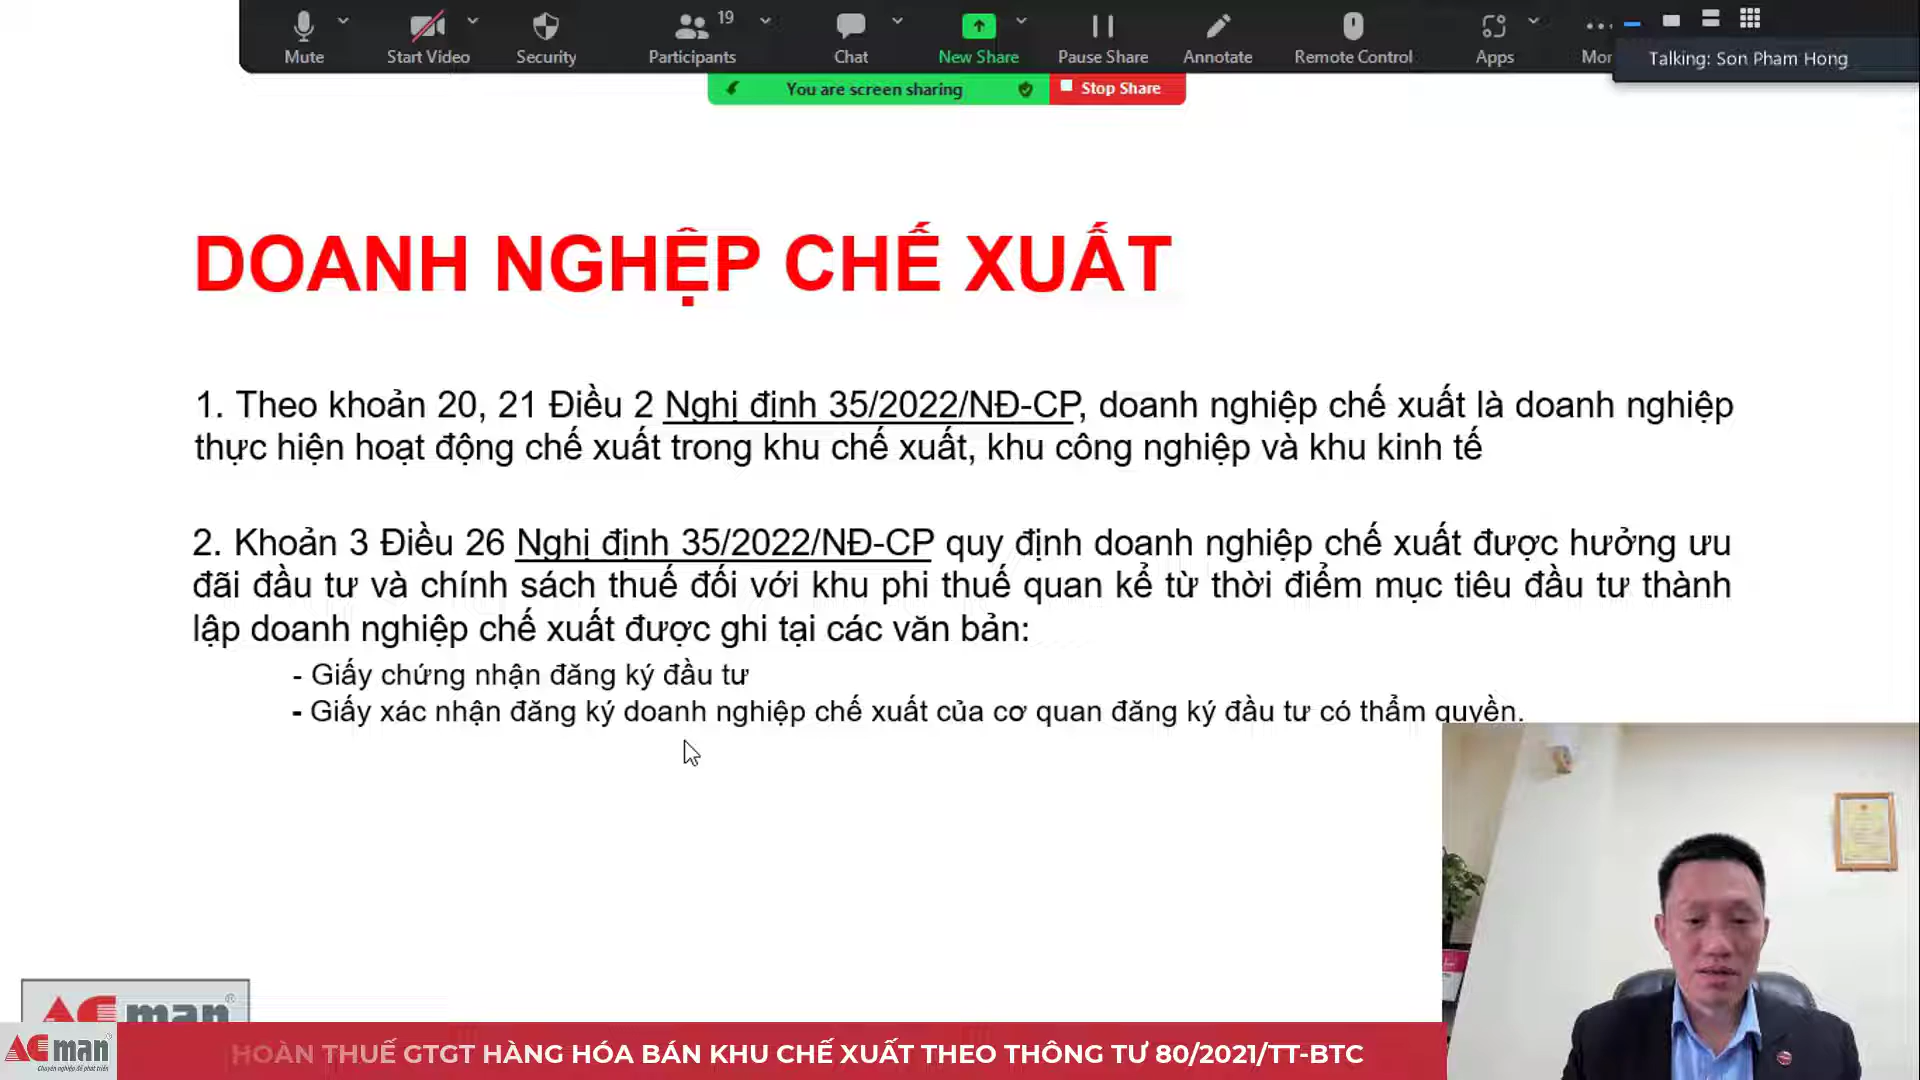 Mute
Start Video
Security
Participants
19
Chat
New Share
Pause Share
Annotate
Remote Control
Apps
Talking: Son Pham Hong
You are screen sharing
Stop Share
DOANH NGHỆP CHẾ XUẤT
1. Theo khoản 20, 21 Điều 2 Nghị định 35/2022/NĐ-CP, doanh nghiệp chế xuất là doanh nghiệp
thực hiện hoạt động chế xuất trong khu chế xuất, khu công nghiệp và khu kinh tế
2. Khoản 3 Điều 26 Nghị định 35/2022/NĐ-CP quy định doanh nghiệp chế xuất được hưởng ưu
đãi đầu tư và chính sách thuế đối với khu phi thuế quan kể từ thời điểm mục tiêu đầu tư thành
lập doanh nghiệp chế xuất được ghi tại các văn bản:
- Giấy chứng nhận đăng ký đầu tư
- Giấy xác nhận đăng ký doanh nghiệp chế xuất của cơ quan đăng ký đầu tư có thẩm quyền.
ACman®
ACman
Chuyên nghiệp để phát triển
HOÀN THUẾ GTGT HÀNG HÓA BÁN KHU CHẾ XUẤT THEO THÔNG TƯ 80/2021/TT-BTC